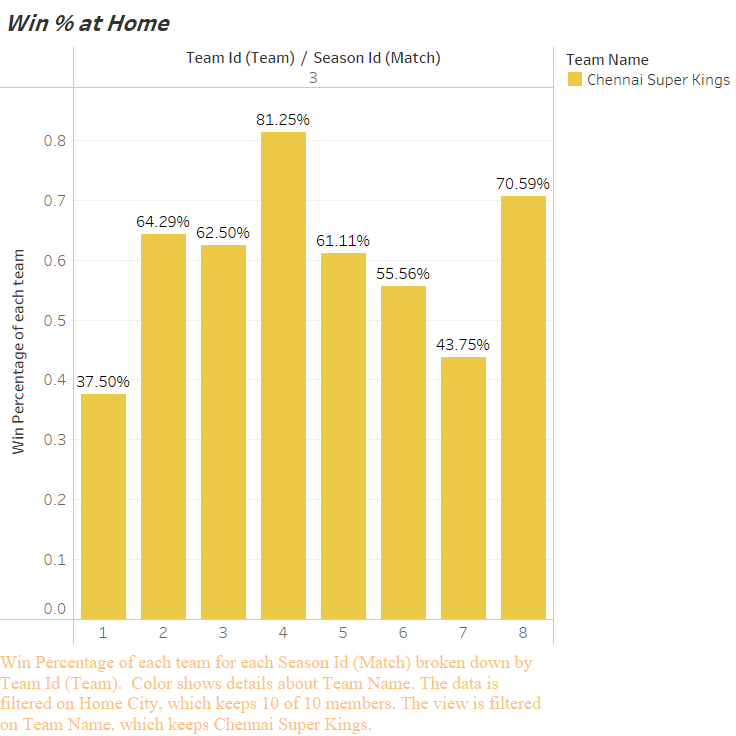 Win % at Home
Team Id (Team) / Season Id (Match)
3
Team Name
Chennai Super Kings
Win Percentage of each team
0.8
0.7
0.6
0.5
0.4
0.3
0.2
0.1
0.0
37.50%
64.29%
62.50%
81.25%
61.11%
55.56%
43.75%
70.59%
1 2 3 4 5 6 7 8
Win Percentage of each team for each Season Id (Match) broken down by
Team Id (Team).  Color shows details about Team Name. The data is
filtered on Home City, which keeps 10 of 10 members. The view is filtered
on Team Name, which keeps Chennai Super Kings.